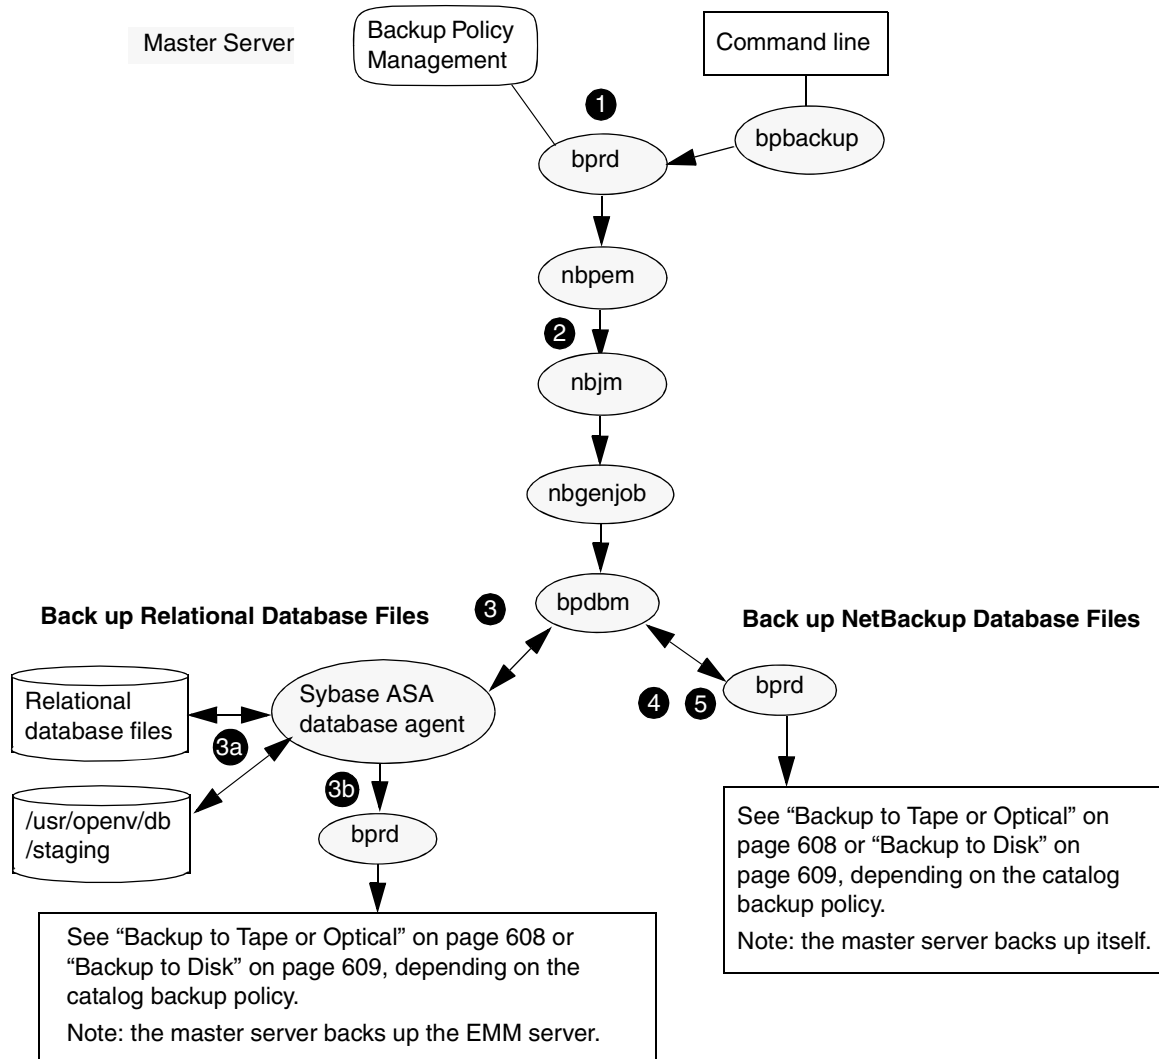 Master Server
Backup Policy
Management
Command line
1
bpbackup
bprd
nbpem
2
nbjm
nbgenjob
bpdbm
3
Back up Relational Database Files
Back up NetBackup Database Files
Relational
database files
Sybase ASA
database agent
3a
3b
/usr/openv/db
/staging
bprd
4
5
bprd
See “Backup to Tape or Optical” on
page 608 or “Backup to Disk” on
page 609, depending on the catalog
backup policy.
Note: the master server backs up itself.
See “Backup to Tape or Optical” on page 608 or
“Backup to Disk” on page 609, depending on the
catalog backup policy.
Note: the master server backs up the EMM server.